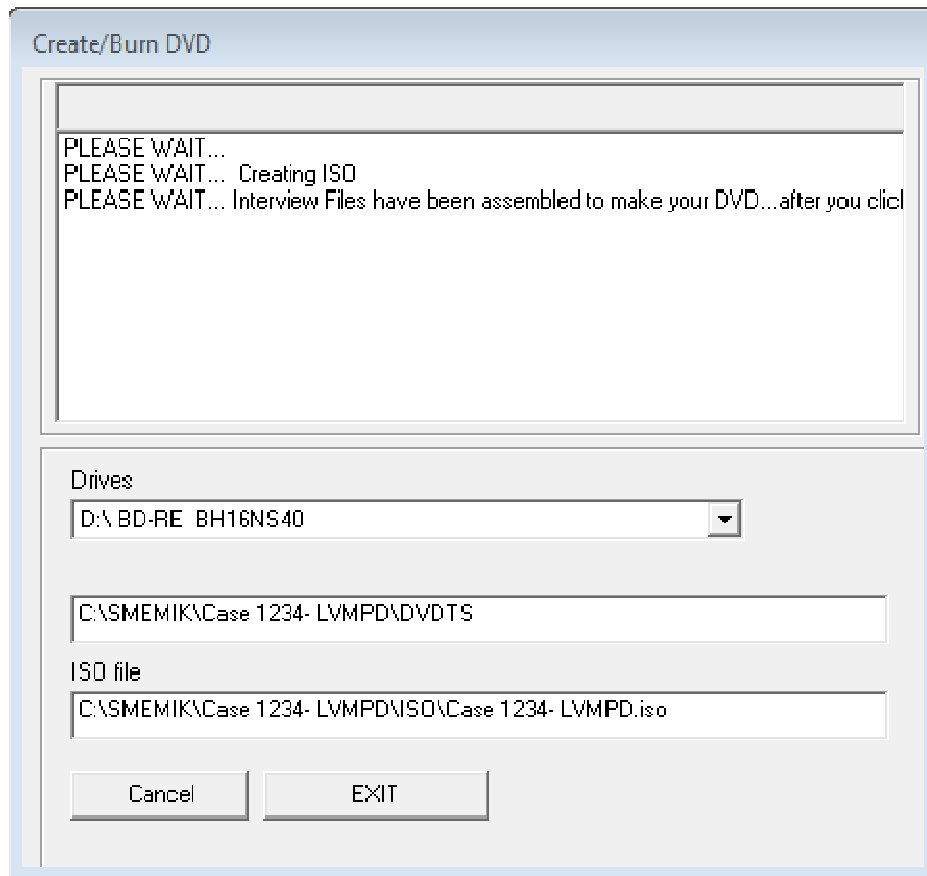 Create/Burn DVD
PLEASE WAIT...
PLEASE WAIT... Creating ISO
PLEASE WAIT... Interview Files have been assembled to make your DVD...after you clic
Drives
D:\ BD-RE BH16NS40
C:\SMEMIK\Case 1234- LVMPD\DVDTS
ISO file
C:\SMEMIK\Case 1234- LVMPD\ISO\Case 1234- LVMPD.iso
Cancel
EXIT